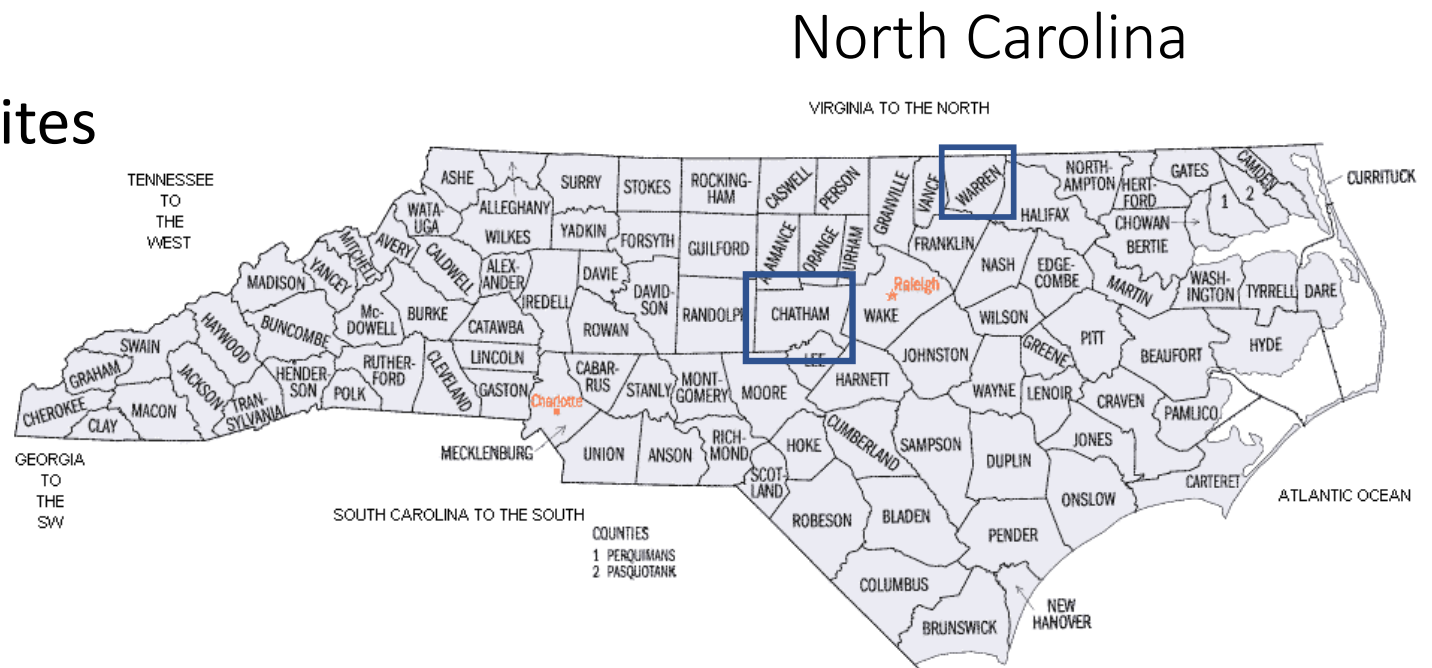 North Carolina
ites
VIRGINIA TO THE NORTH
TENNESSEE
TO
THE
WEST
ASHE
ALLEGHANY
SURRY
STOKES
ROCKING-
HAM
CASWELL
PERSON
GRANVILLE
VANCE
WARREN
NORTH-
AMPTON
HERT-
FORD
GATES
CAMDEN
CURRITUCK
1
2
HALIFAX
CHOWAN
BERTIE
WATA-
UGA
WILKES
YADKIN
FORSYTH
GUILFORD
ALAMANCE
ORANGE
DURHAM
FRANKLIN
NASH
EDGE-
COMBE
MARTIN
WASH-
INGTON
TYRRELL
DARE
MITCHELL
AVERY
CALDWELL
ALEX-
ANDER
IREDELL
DAVIE
DAVID-
SON
RANDOLPH
CHATHAM
Raleigh
WAKE
WILSON
PITT
BEAUFORT
HYDE
MADISON
YANCEY
Mc-
DOWELL
BURKE
CATAWBA
ROWAN
LEE
JOHNSTON
GREENE
SWAIN
HAYWOOD
BUNCOMBE
RUTHER-
FORD
CLEVELAND
LINCOLN
GASTON
CABAR-
RUS
STANLY
MONT-
GOMERY
MOORE
HARNETT
WAYNE
LENOIR
CRAVEN
PAMLICO
GRAHAM
CHEROKEE
CLAY
MACON
JACKSON
TRAN-
SYLVANIA
HENDER-
SON
POLK
Charlotte
MECKLENBURG
UNION
ANSON
RICH-
MOND
SCOT-
LAND
HOKE
CUMBERLAND
SAMPSON
DUPLIN
JONES
CARTERET
ONSLOW
GEORGIA
TO
THE
SW
SOUTH CAROLINA TO THE SOUTH
ATLANTIC OCEAN
ROBESON
BLADEN
PENDER
COUNTIES
1 PERQUIMANS
2 PASQUOTANK
COLUMBUS
BRUNSWICK
NEW
HANOVER